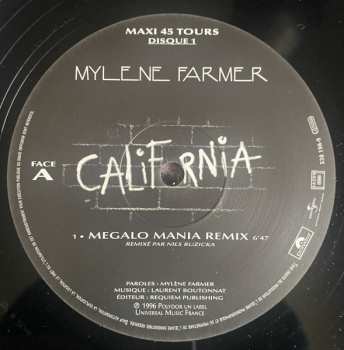 MAXI 45 TOURS
DISQUE 1
MYLENE FARMER
CALIFORNIA
FACE
A
1 • MEGALO MANIA REMIX 6'47
REMIXÉ PAR NILS RUZICKA
PAROLES : MYLÈNE FARMER
MUSIQUE : LAURENT BOUTONNAT
ÉDITEUR : REQUIEM PUBLISHING
℗ 1996 POLYDOR UN LABEL
UNIVERSAL MUSIC FRANCE